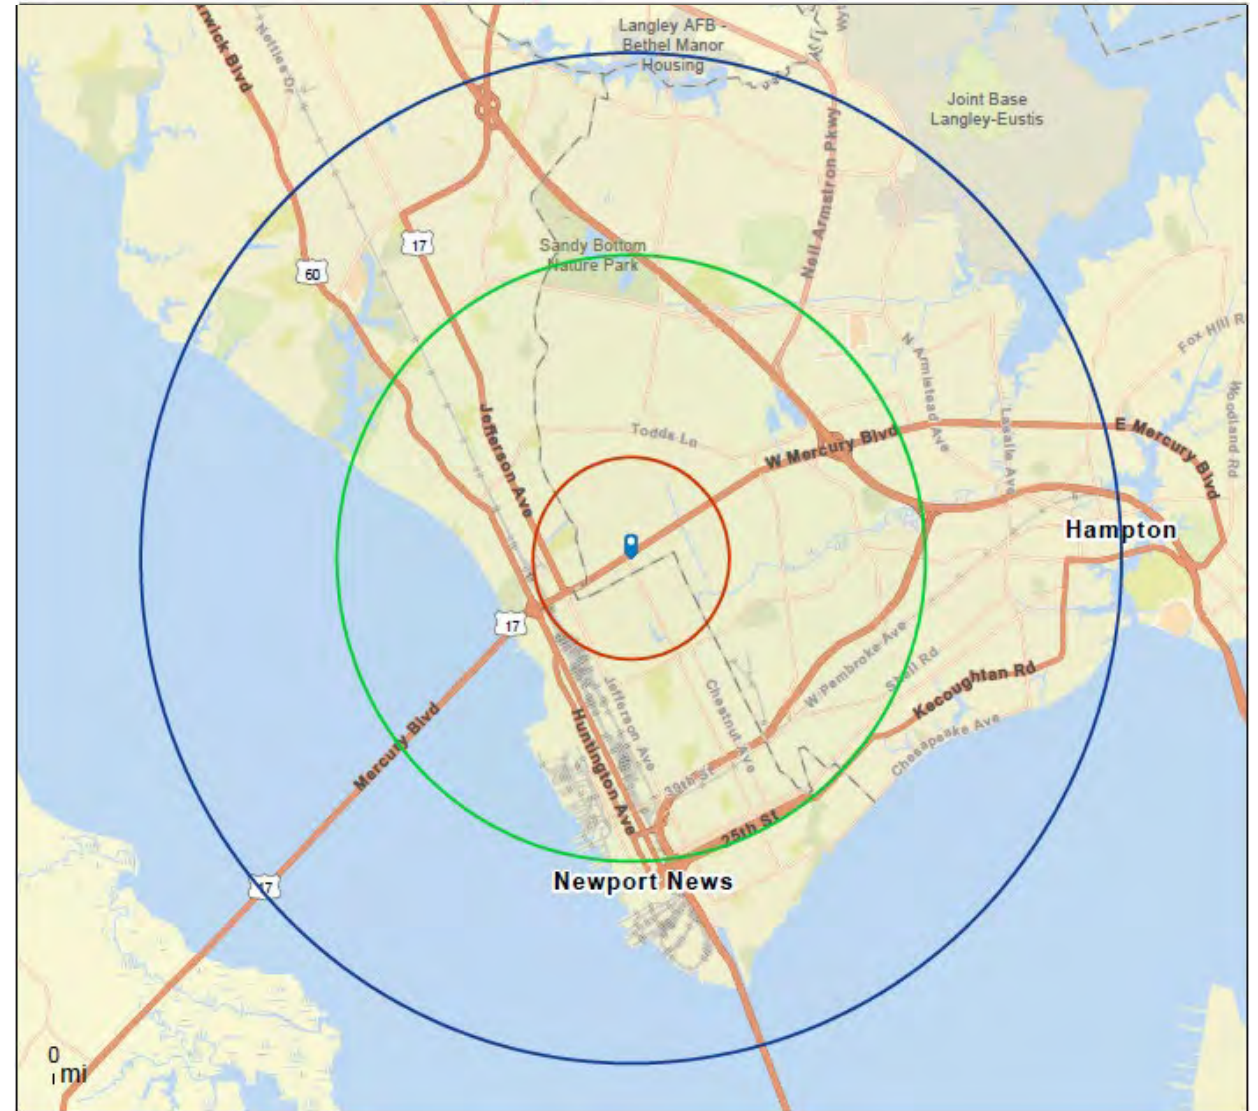 Langley AFB -
Bethel Manor
Housing
rwick Blvd
Nettles Dr
Joint Base
Langley-Eustis
Neil Armatron Pkwy
17
Sandy Bottom
Nature Park
60
Fox Hill R
N Armistead Ave
Woodland Rd
Jefferson Ave
Todds Ln
W Mercury Blvd
Lasalle Ave
E Mercury Blvd
Hampton
17
W Pembroke Ave
Shell Rd
Kecoughtan Rd
Jefferson Ave
Chestnut Ave
Huntington Ave
Mercury Blvd
Chesapeake Ave
39th St
25th St
17
Newport News
0
mi